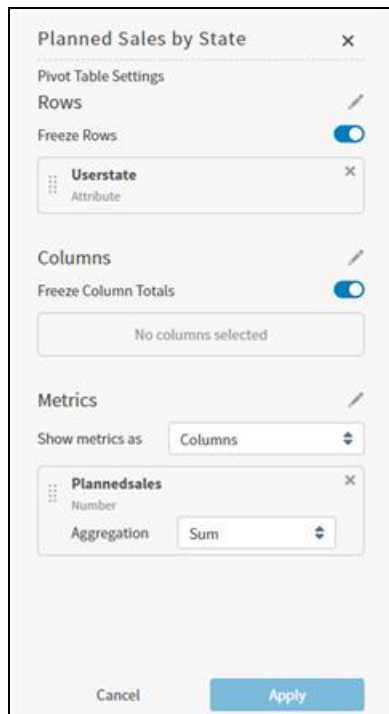 Planned Sales by State
Pivot Table Settings
Rows
Freeze Rows
Userstate
Attribute
Columns
Freeze Column Totals
No columns selected
Metrics
Show metrics as Columns
Plannedsales
Number
Aggregation Sum
Cancel Apply